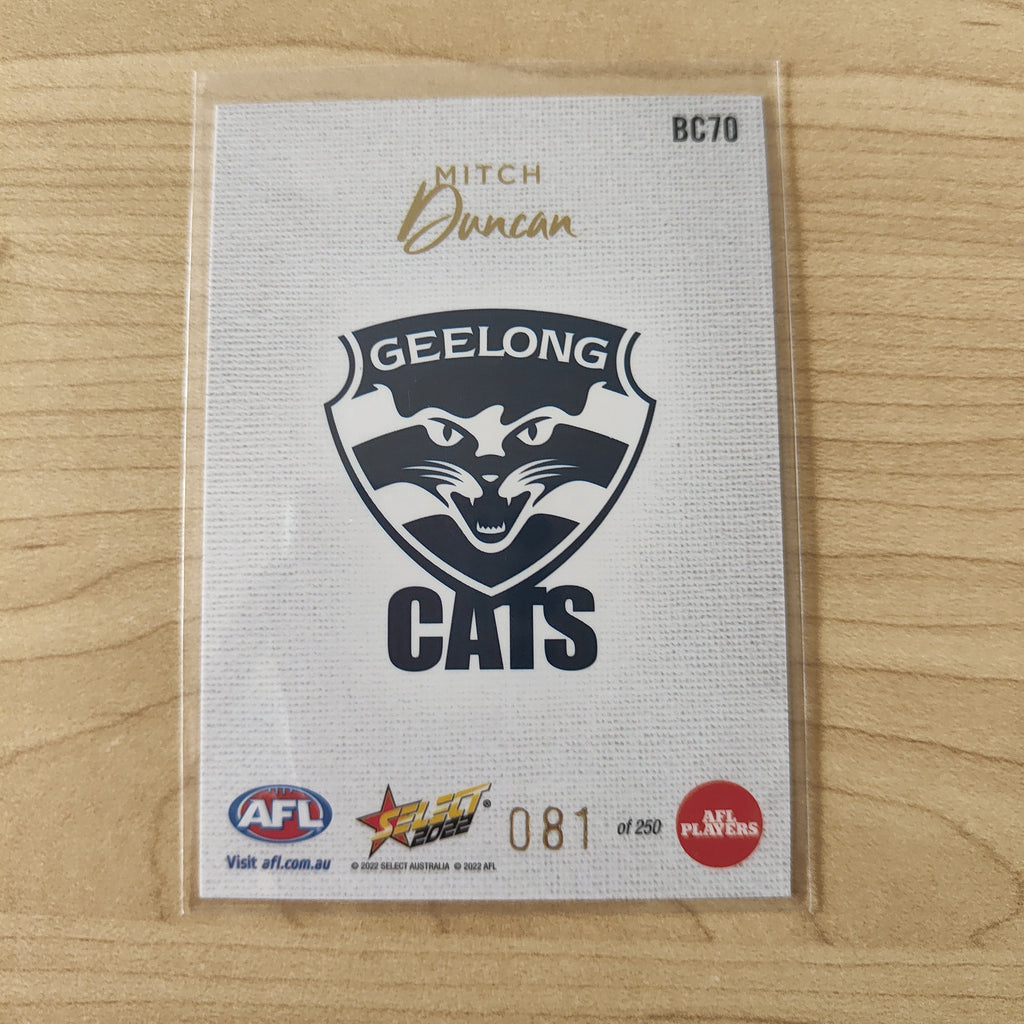 BC70
MITCH
Duncan
GEELONG
CATS
AFL
Visit afl.com.au
SELECT®
2022
© 2022 SELECT AUSTRALIA © 2022 AFL
081 of 250
AFL
PLAYERS